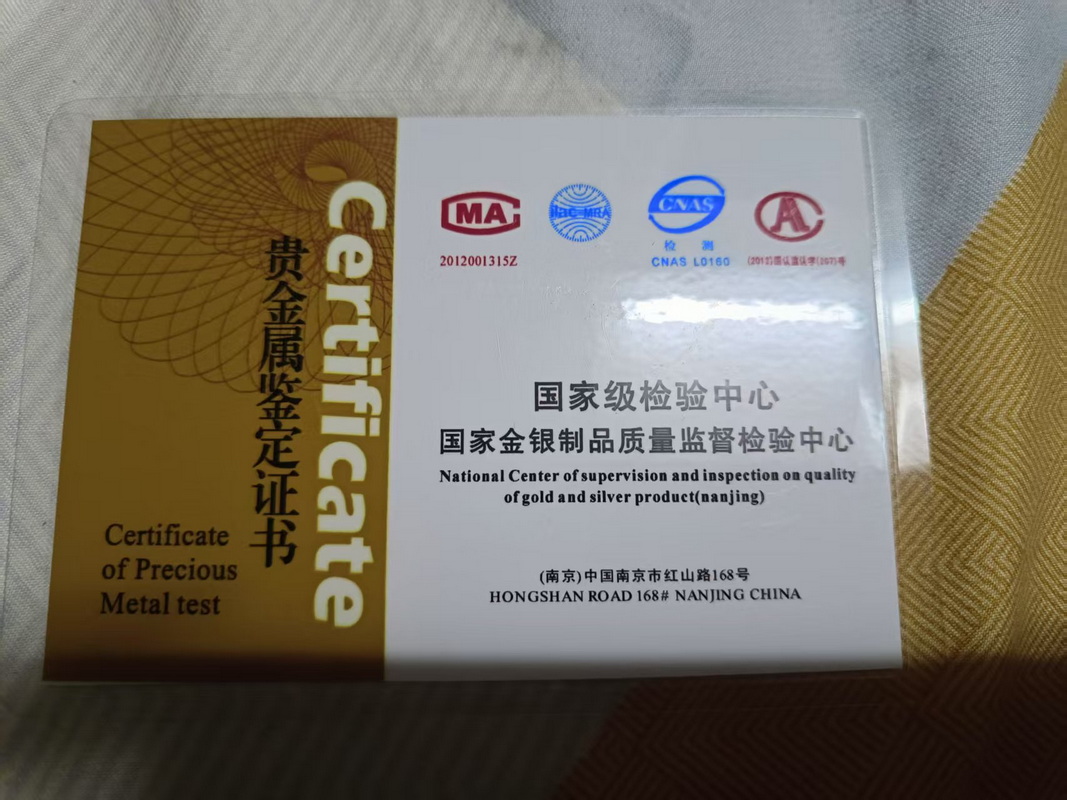 贵金属鉴定证书
Certificate
Certificate
of Precious
Metal test
MA
ilac-MRA
CNAS
A
2012001315Z
检 测
CNAS L0160
国家级检验中心
国家金银制品质量监督检验中心
National Center of supervision and inspection on quality
of gold and silver product(nanjing)
(南京)中国南京市红山路168号
HONGSHAN ROAD 168# NANJING CHINA